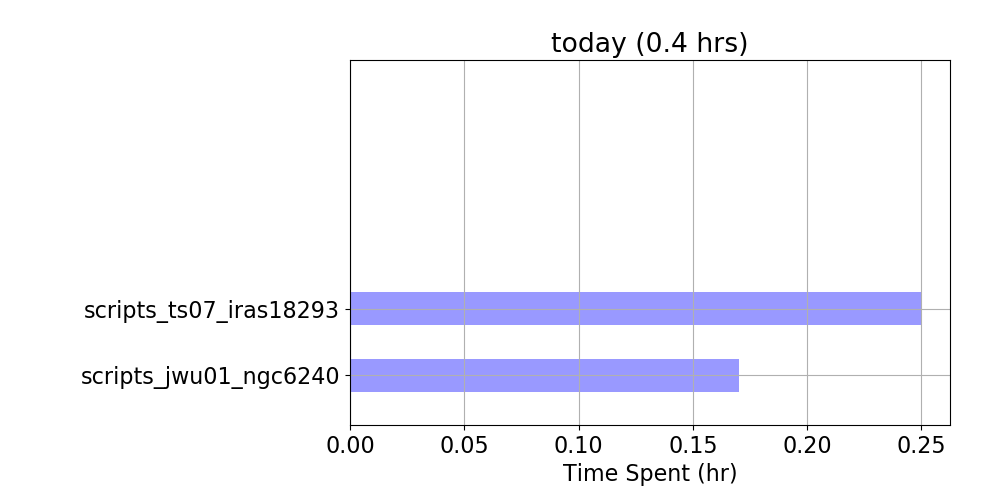 today (0.4 hrs)
scripts_ts07_iras18293
scripts_jwu01_ngc6240
0.00 0.05 0.10 0.15 0.20 0.25
Time Spent (hr)